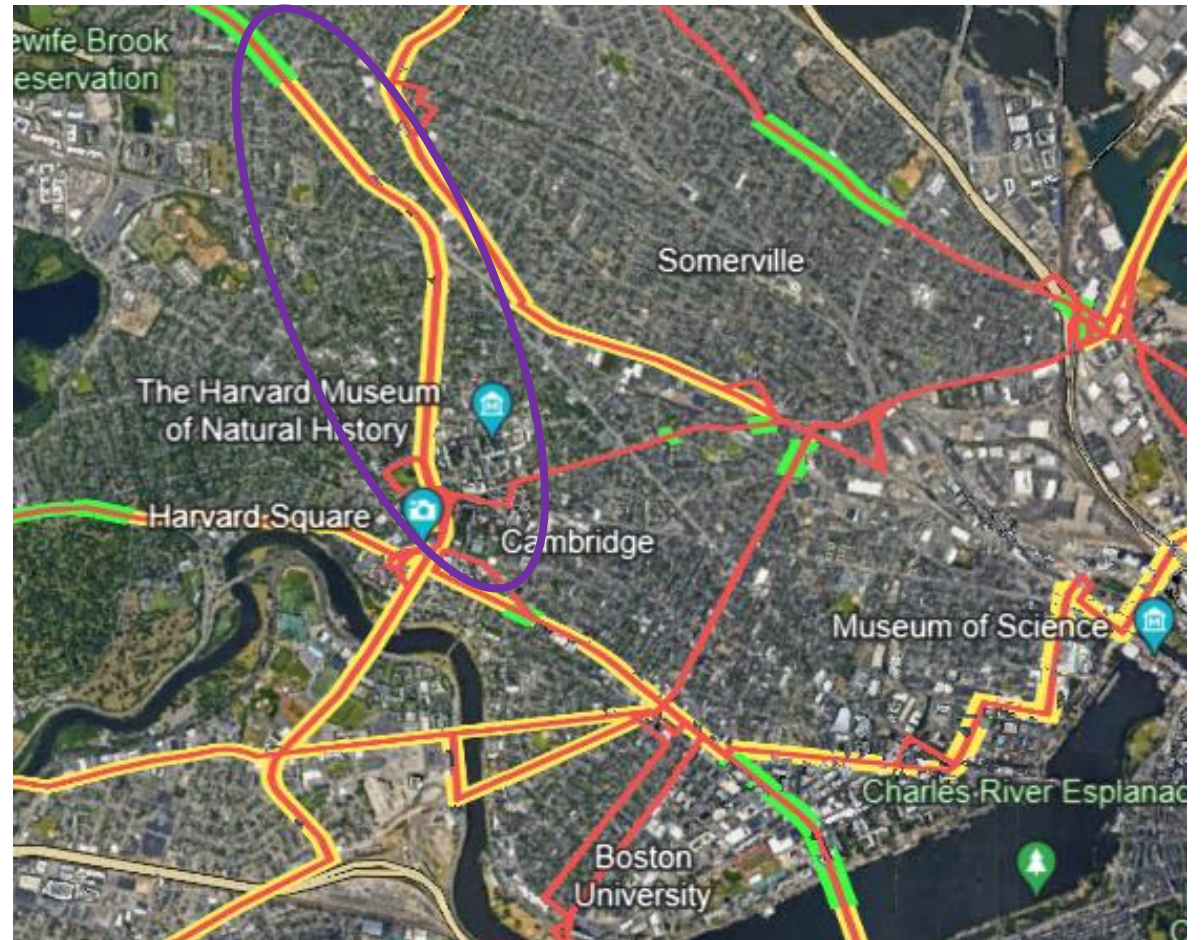 ewife Brook
eservation
Somerville
The Harvard Museum
of Natural History
Harvard Square
Cambridge
Museum of Science
Charles River Esplanad
Boston
University